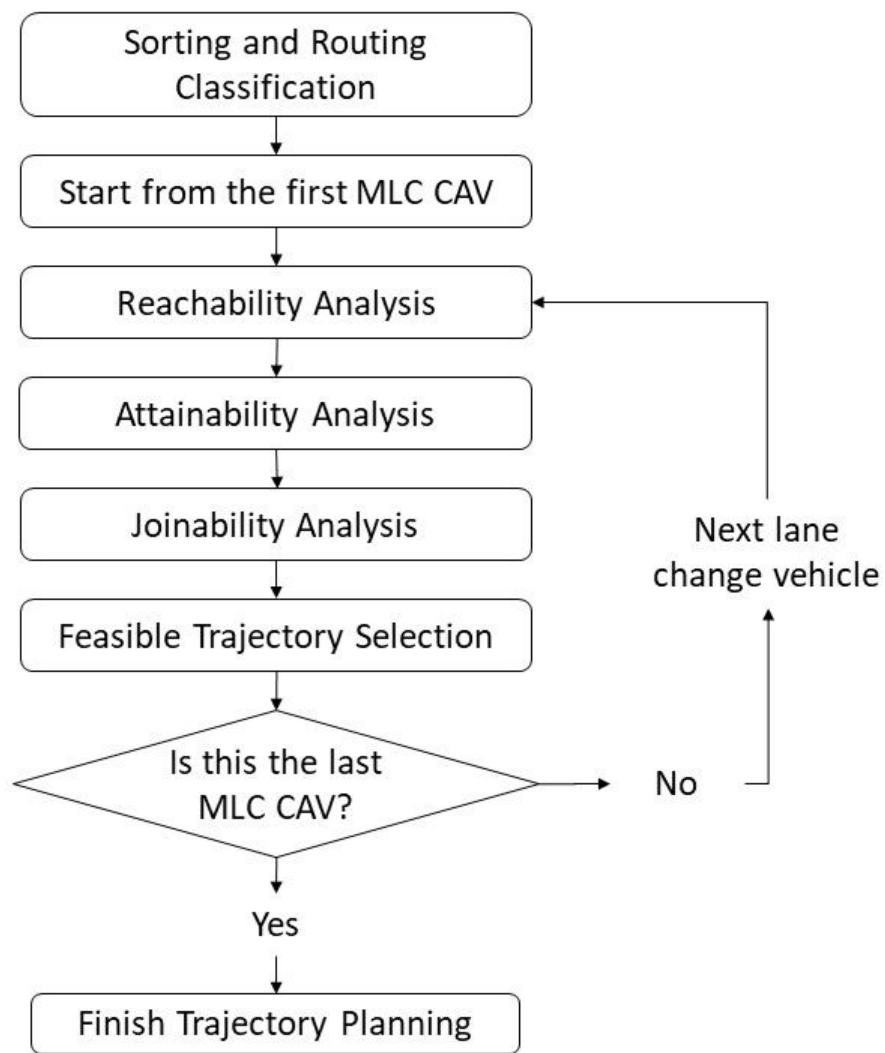 Sorting and Routing
Classification
Start from the first MLC CAV
Reachability Analysis
Attainability Analysis
Joinability Analysis
Next lane
change vehicle
Feasible Trajectory Selection
Is this the last
MLC CAV?
No
Yes
Finish Trajectory Planning